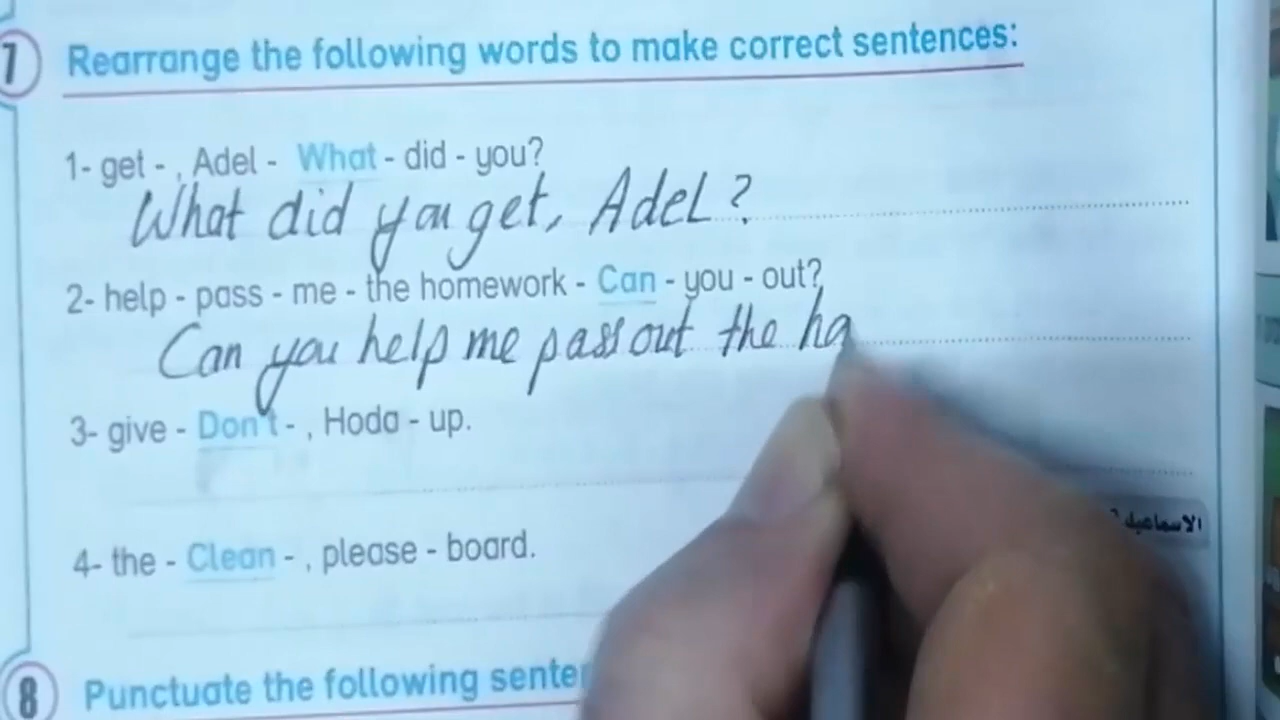 7 Rearrange the following words to make correct sentences:
1- get - , Adel - What - did - you?
What did you get, Adel ?
2- help - pass - me - the homework - Can - you - out?
Can you help me pass out the ho
3- give - Don't - , Hoda - up.
4- the - Clean - , please - board.
8 Punctuate the following